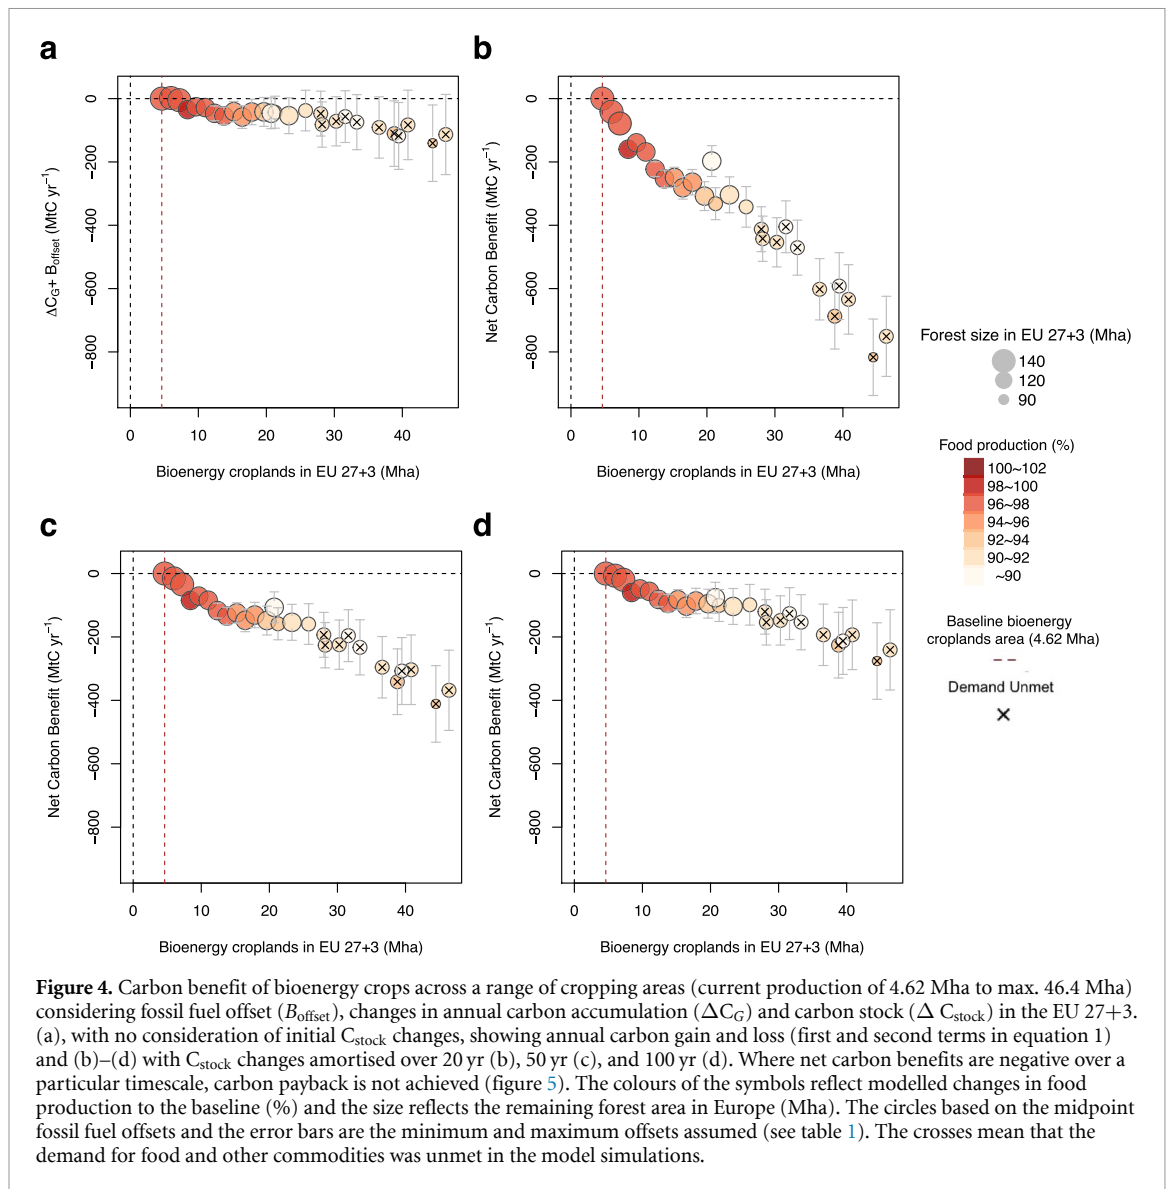 a
0
−200
−400
−600
−800
ΔCG+ Boffset (MtC yr−1)
0 10 20 30 40
Bioenergy croplands in EU 27+3 (Mha)
b
0
−200
−400
−600
−800
Net Carbon Benefit (MtC yr−1)
0 10 20 30 40
Bioenergy croplands in EU 27+3 (Mha)
Forest size in EU 27+3 (Mha)
140
120
90
Food production (%)
100~102
98~100
96~98
94~96
92~94
90~92
~90
Baseline bioenergy
croplands area (4.62 Mha)
Demand Unmet
c
0
−200
−400
−600
−800
Net Carbon Benefit (MtC yr−1)
0 10 20 30 40
Bioenergy croplands in EU 27+3 (Mha)
d
0
−200
−400
−600
−800
Net Carbon Benefit (MtC yr−1)
0 10 20 30 40
Bioenergy croplands in EU 27+3 (Mha)
Figure 4. Carbon benefit of bioenergy crops across a range of cropping areas (current production of 4.62 Mha to max. 46.4 Mha)
considering fossil fuel offset (Boffset), changes in annual carbon accumulation (ΔCG) and carbon stock (Δ Cstock) in the EU 27+3.
(a), with no consideration of initial Cstock changes, showing annual carbon gain and loss (first and second terms in equation 1)
and (b)–(d) with Cstock changes amortised over 20 yr (b), 50 yr (c), and 100 yr (d). Where net carbon benefits are negative over a
particular timescale, carbon payback is not achieved (figure 5). The colours of the symbols reflect modelled changes in food
production to the baseline (%) and the size reflects the remaining forest area in Europe (Mha). The circles based on the midpoint
fossil fuel offsets and the error bars are the minimum and maximum offsets assumed (see table 1). The crosses mean that the
demand for food and other commodities was unmet in the model simulations.